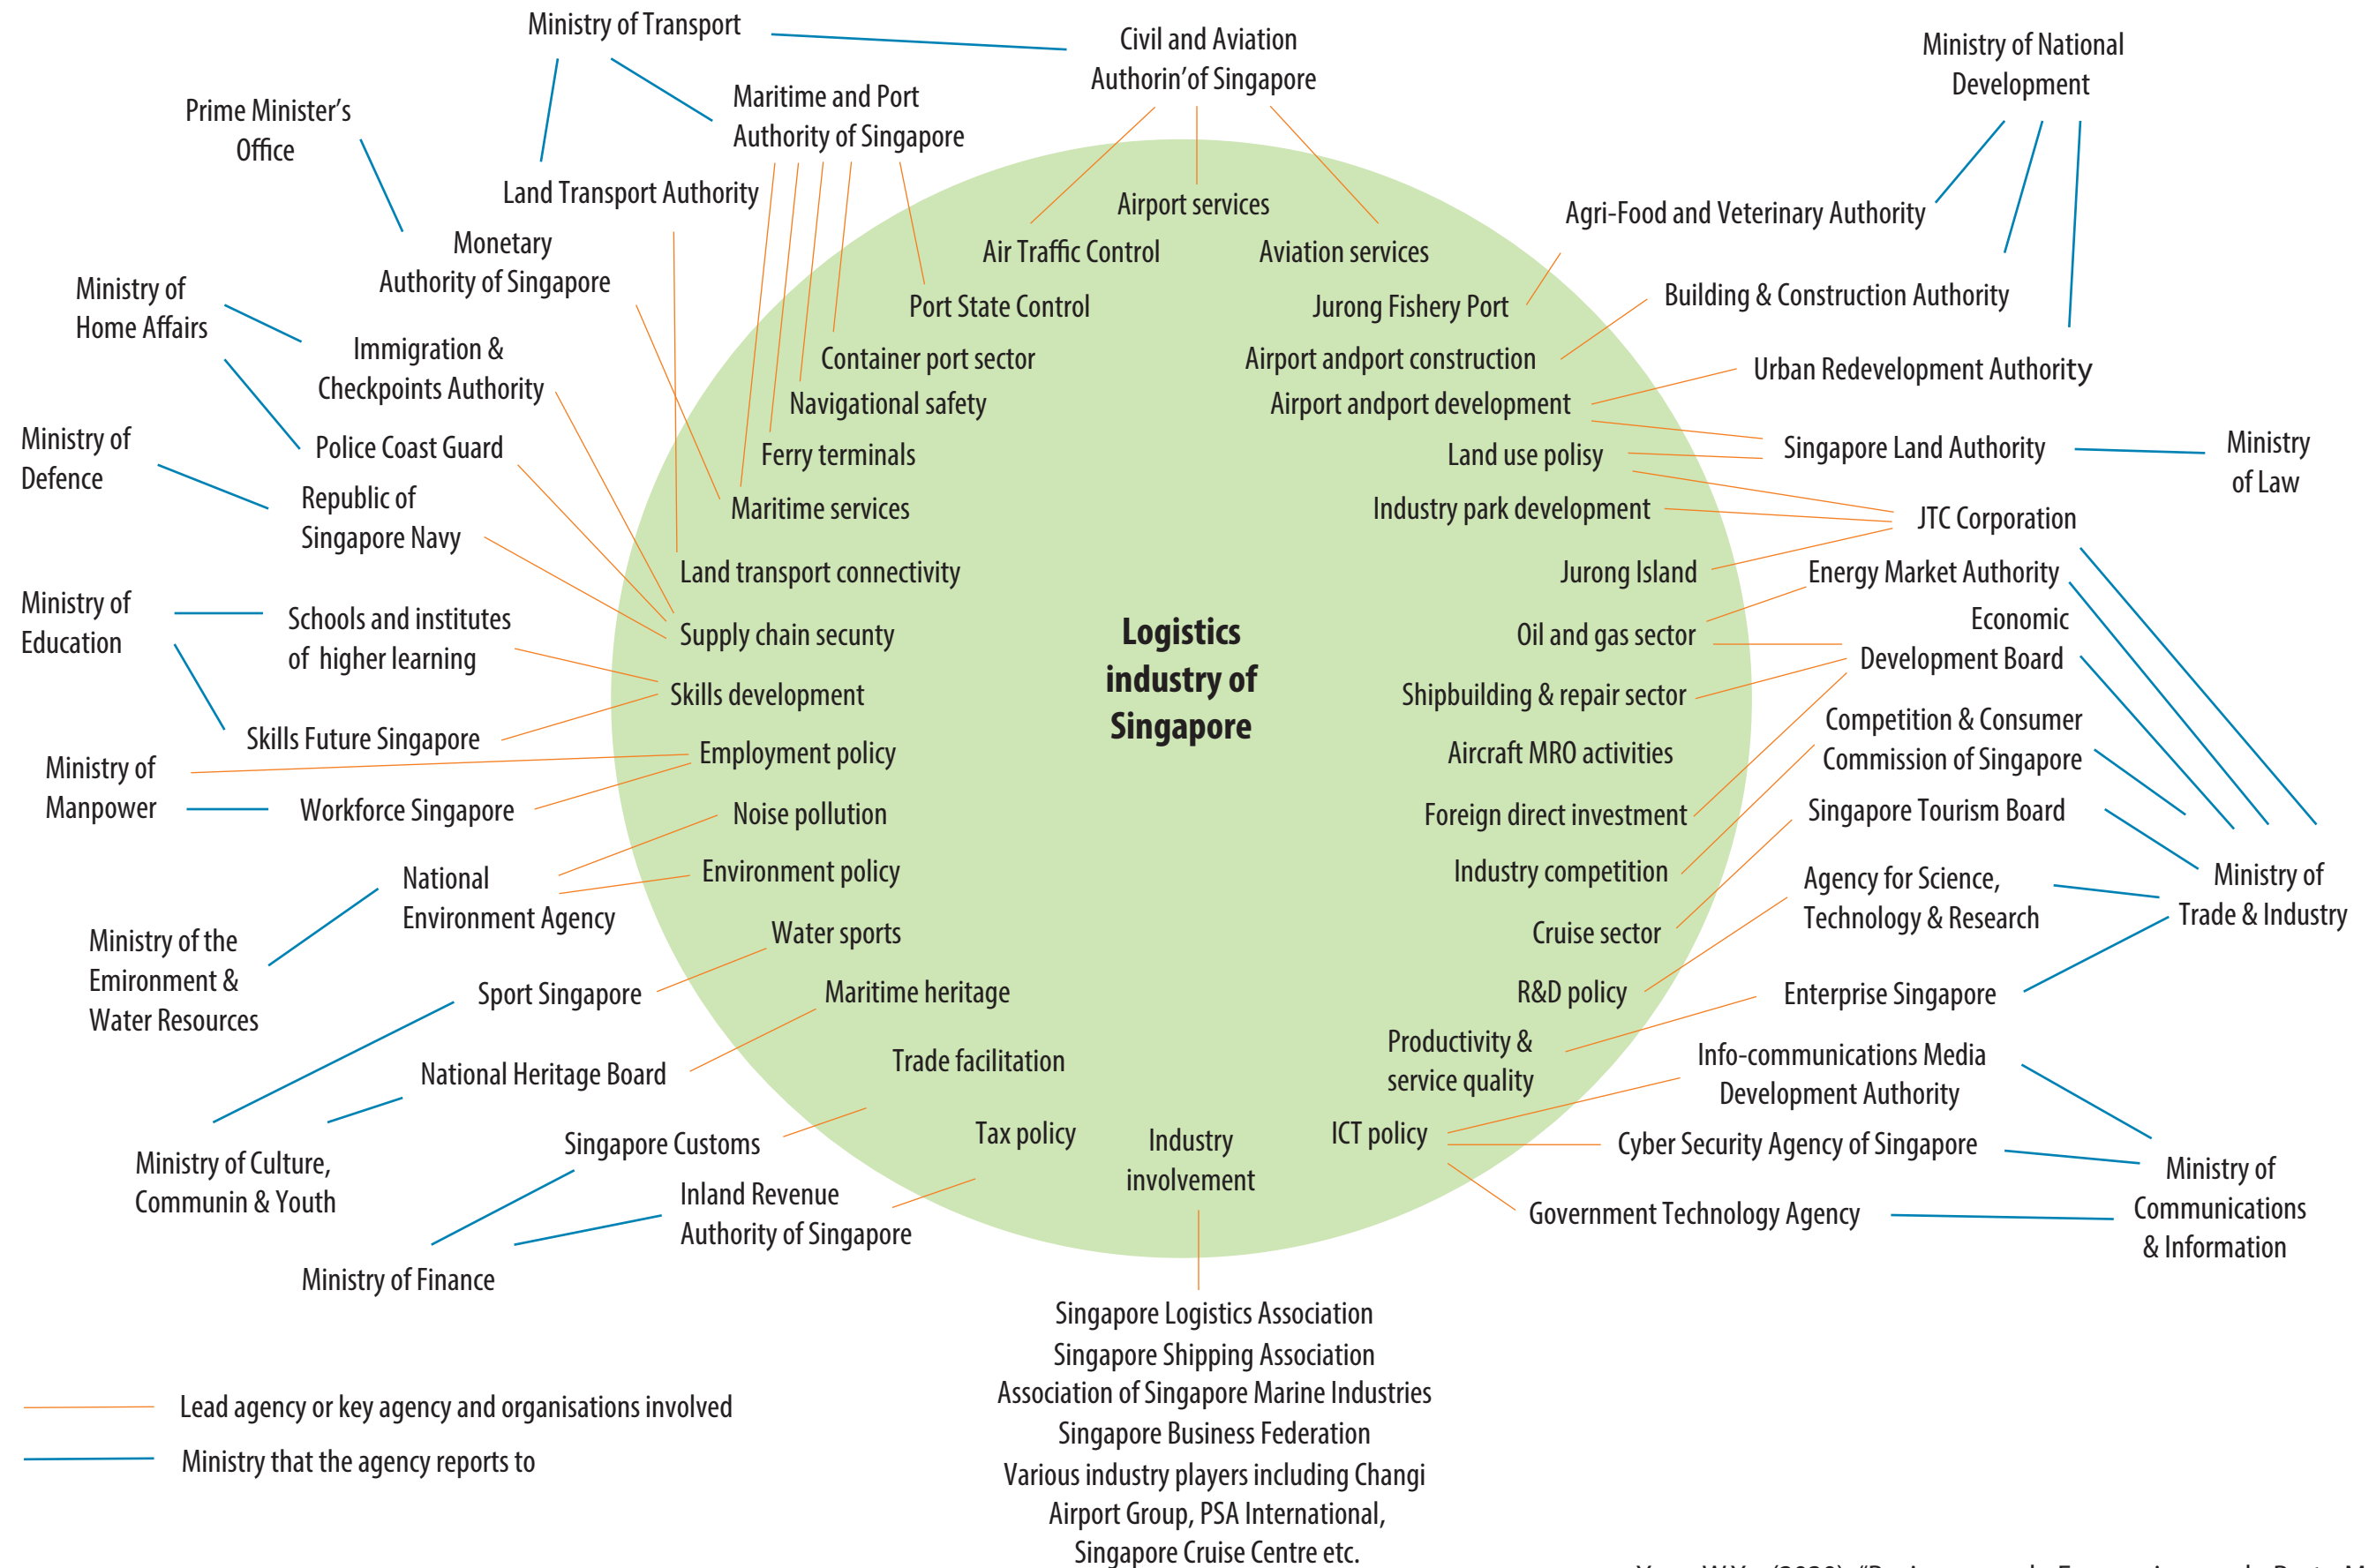 Ministry of Transport
Civil and Aviation
Authorin'of Singapore
Ministry of National
Development
Prime Minister's
Office
Maritime and Port
Authority of Singapore
Land Transport Authority
Monetary
Authority of Singapore
Ministry of
Home Affairs
Immigration &
Checkpoints Authority
Ministry of
Defence
Police Coast Guard
Republic of
Singapore Navy
Ministry of
Education
Schools and institutes
of higher learning
Skills Future Singapore
Ministry of
Manpower
Workforce Singapore
National
Environment Agency
Ministry of the
Emironment &
Water Resources
Sport Singapore
National Heritage Board
Ministry of Culture,
Communin & Youth
Singapore Customs
Inland Revenue
Authority of Singapore
Ministry of Finance
Airport services
Air Traffic Control
Aviation services
Port State Control
Jurong Fishery Port
Container port sector
Airport andport construction
Navigational safety
Airport andport development
Ferry terminals
Land use polisy
Maritime services
Industry park development
Land transport connectivity
Jurong Island
Supply chain secunty
Oil and gas sector
Logistics
industry of
Singapore
Skills development
Shipbuilding & repair sector
Employment policy
Aircraft MRO activities
Noise pollution
Foreign direct investment
Environment policy
Industry competition
Water sports
Cruise sector
Maritime heritage
R&D policy
Trade facilitation
Productivity &
service quality
Tax policy
Industry
involvement
ICT policy
Agri-Food and Veterinary Authority
Building & Construction Authority
Urban Redevelopment Authority
Singapore Land Authority
Ministry
of Law
JTC Corporation
Energy Market Authority
Economic
Development Board
Competition & Consumer
Commission of Singapore
Singapore Tourism Board
Agency for Science,
Technology & Research
Ministry of
Trade & Industry
Enterprise Singapore
Info-communications Media
Development Authority
Cyber Security Agency of Singapore
Government Technology Agency
Ministry of
Communications
& Information
Singapore Logistics Association
Singapore Shipping Association
Association of Singapore Marine Industries
Singapore Business Federation
Various industry players including Changi
Airport Group, PSA International,
Singapore Cruise Centre etc.
Lead agency or key agency and organisations involved
Ministry that the agency reports to